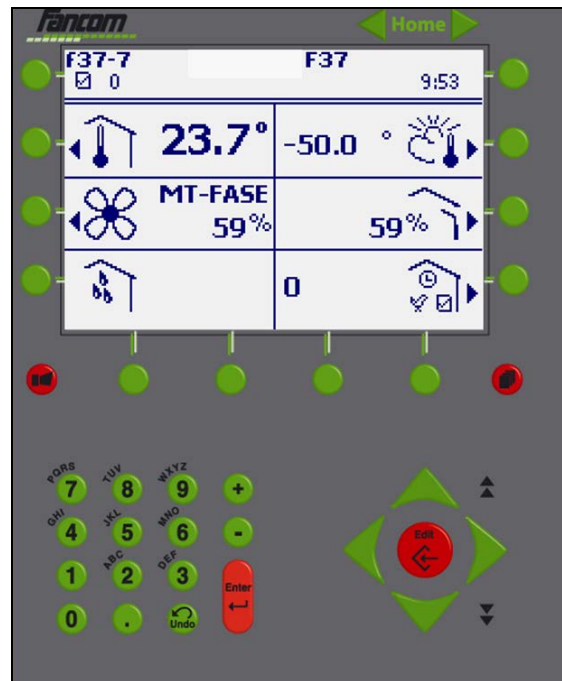 Fancom
Home
f37-7 F37
0 9:53
23.7° -50.0 °
MT-FASE
59% 59%
0
PQRS TUV WXYZ
7 8 9 +
GHI JKL MNO Edit
4 5 6 -
ABC DEF
1 2 3 Enter
0 . Undo